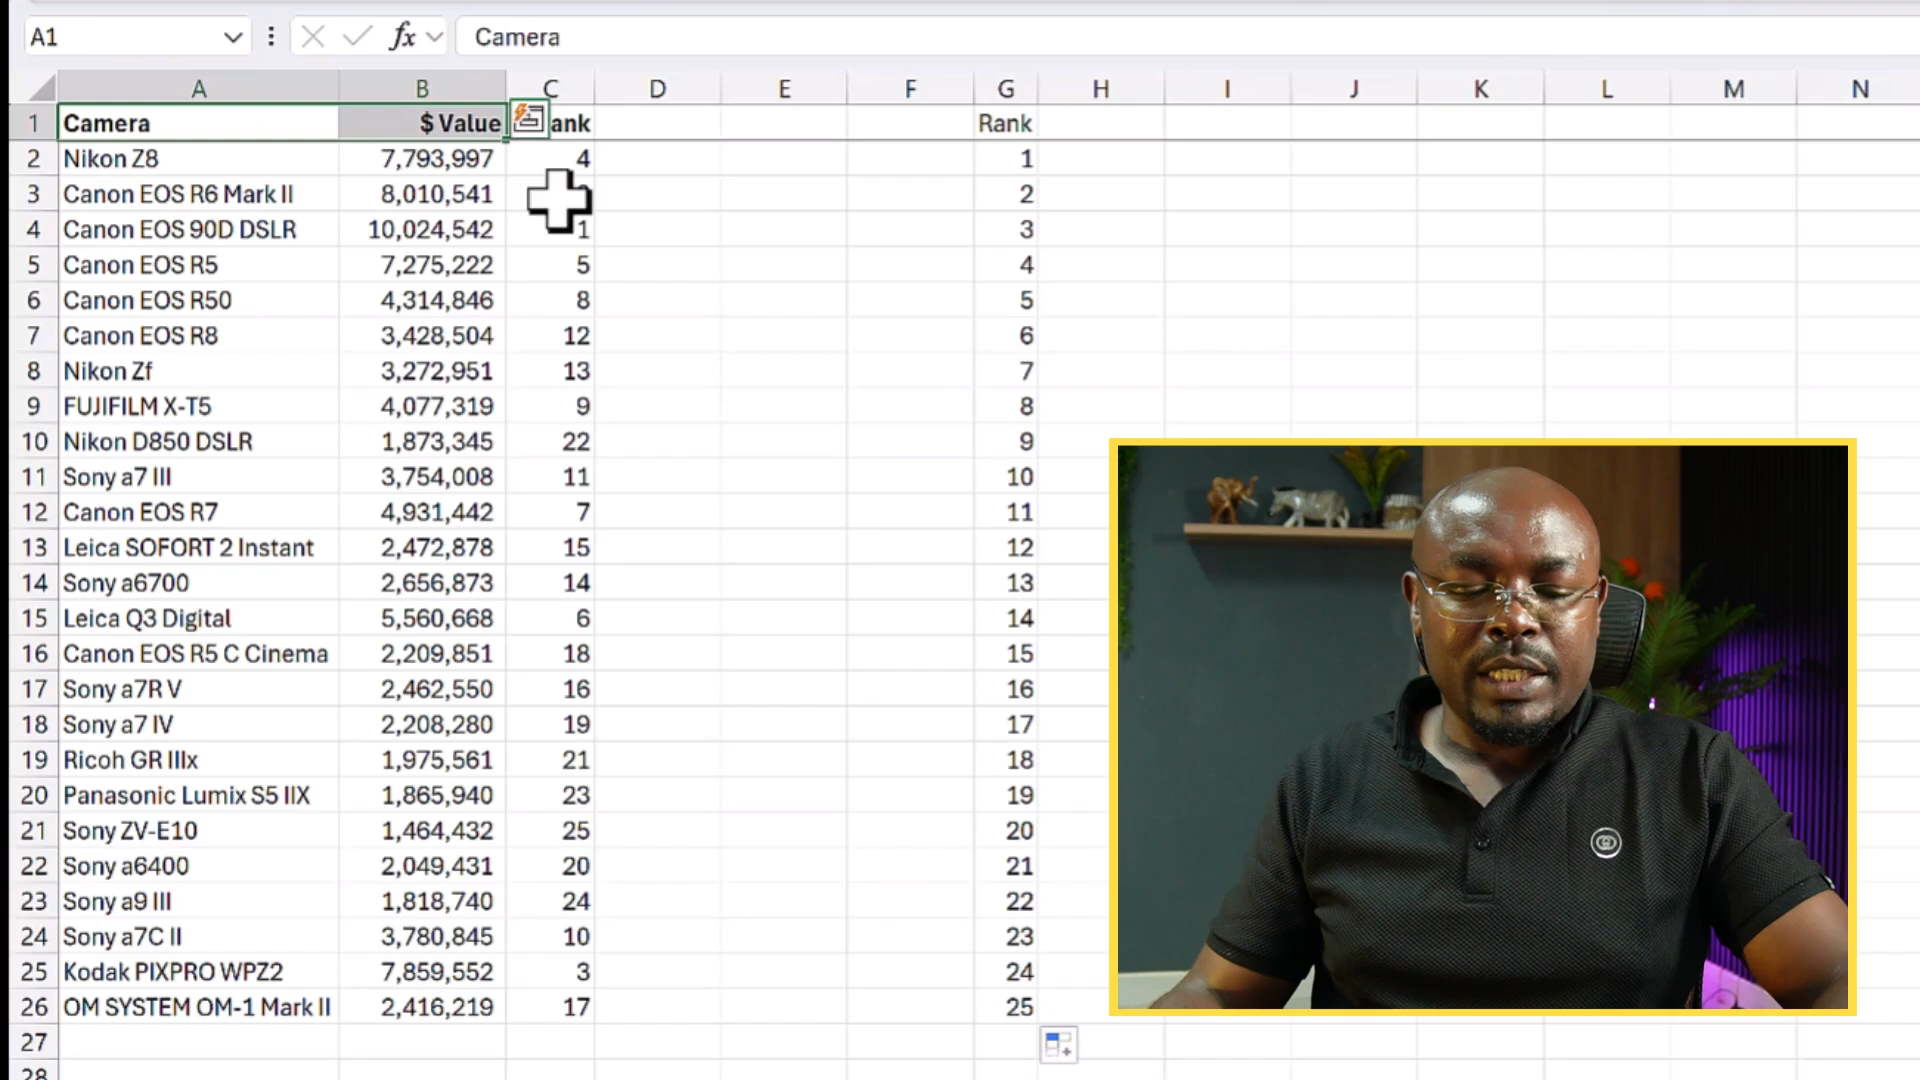 A1 fx Camera
A B C D E F G H I J K L M N
1 Camera $ Value ank Rank
2 Nikon Z8 7,793,997 4 1
3 Canon EOS R6 Mark II 8,010,541 2
4 Canon EOS 90D DSLR 10,024,542 1 3
5 Canon EOS R5 7,275,222 5 4
6 Canon EOS R50 4,314,846 8 5
7 Canon EOS R8 3,428,504 12 6
8 Nikon Zf 3,272,951 13 7
9 FUJIFILM X-T5 4,077,319 9 8
10 Nikon D850 DSLR 1,873,345 22 9
11 Sony a7 III 3,754,008 11 10
12 Canon EOS R7 4,931,442 7 11
13 Leica SOFORT 2 Instant 2,472,878 15 12
14 Sony a6700 2,656,873 14 13
15 Leica Q3 Digital 5,560,668 6 14
16 Canon EOS R5 C Cinema 2,209,851 18 15
17 Sony a7R V 2,462,550 16 16
18 Sony a7 IV 2,208,280 19 17
19 Ricoh GR IIIx 1,975,561 21 18
20 Panasonic Lumix S5 IIX 1,865,940 23 19
21 Sony ZV-E10 1,464,432 25 20
22 Sony a6400 2,049,431 20 21
23 Sony a9 III 1,818,740 24 22
24 Sony a7C II 3,780,845 10 23
25 Kodak PIXPRO WPZ2 7,859,552 3 24
26 OM SYSTEM OM-1 Mark II 2,416,219 17 25
27
28